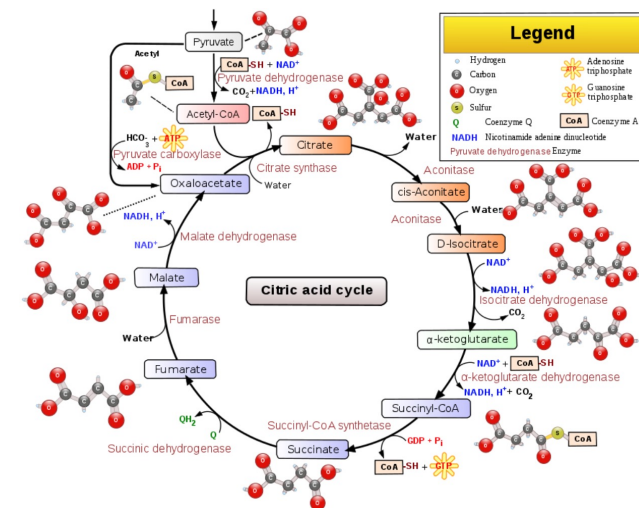 Legend
Hydrogen
Carbon
Oxygen
Sulfur
Q Coenzyme Q
NADH Nicotinamide adenine dinucleotide
Pyruvate dehydrogenase Enzyme
ATP Adenosine triphosphate
GTP Guanosine triphosphate
CoA Coenzyme A
Pyruvate
Acetyl
CoA-SH + NAD+
Pyruvate dehydrogenase
CO2+NADH, H+
S CoA
Acetyl-CoA
CoA-SH
HCO3- + ATP
Pyruvate carboxylase
ADP + Pi
Citrate
Citrate synthase
Water
Water
Aconitase
cis-Aconitate
Aconitase
Water
D-Isocitrate
NAD+
NADH, H+
Isocitrate dehydrogenase
CO2
α-ketoglutarate
NAD+ + CoA-SH
α-ketoglutarate dehydrogenase
NADH, H+ + CO2
Succinyl-CoA
S CoA
Succinyl-CoA synthetase
GDP + Pi
CoA-SH + GTP
Succinate
QH2
Q
Succinic dehydrogenase
Fumarate
Water
Fumarase
Malate
NADH, H+
NAD+
Malate dehydrogenase
Oxaloacetate
Citric acid cycle